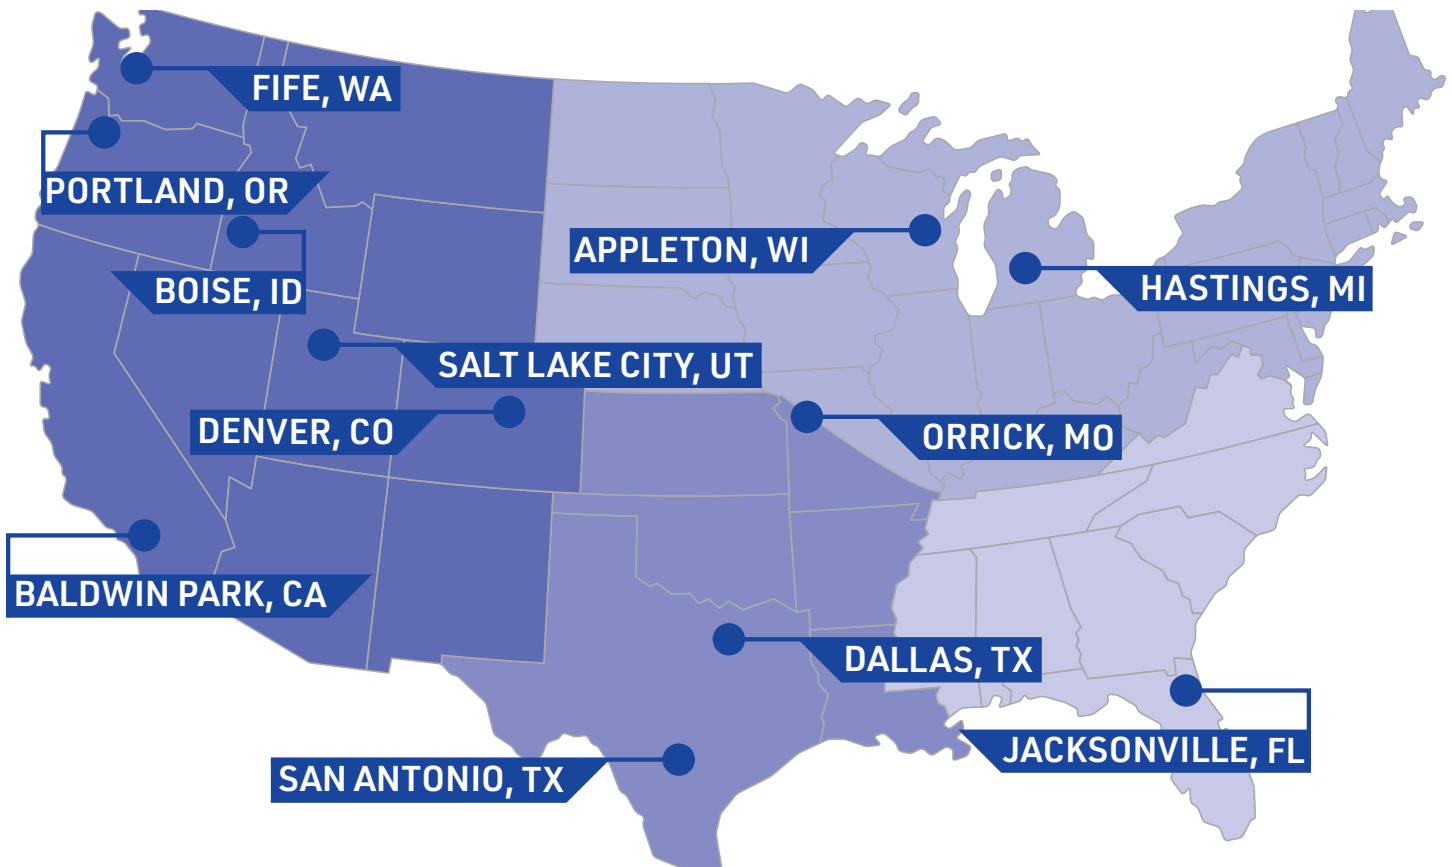 FIFE, WA
PORTLAND, OR
APPLETON, WI
BOISE, ID
HASTINGS, MI
SALT LAKE CITY, UT
DENVER, CO
ORRICK, MO
BALDWIN PARK, CA
DALLAS, TX
JACKSONVILLE, FL
SAN ANTONIO, TX